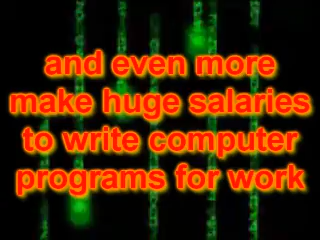 and even more
make huge salaries
to write computer
programs for work